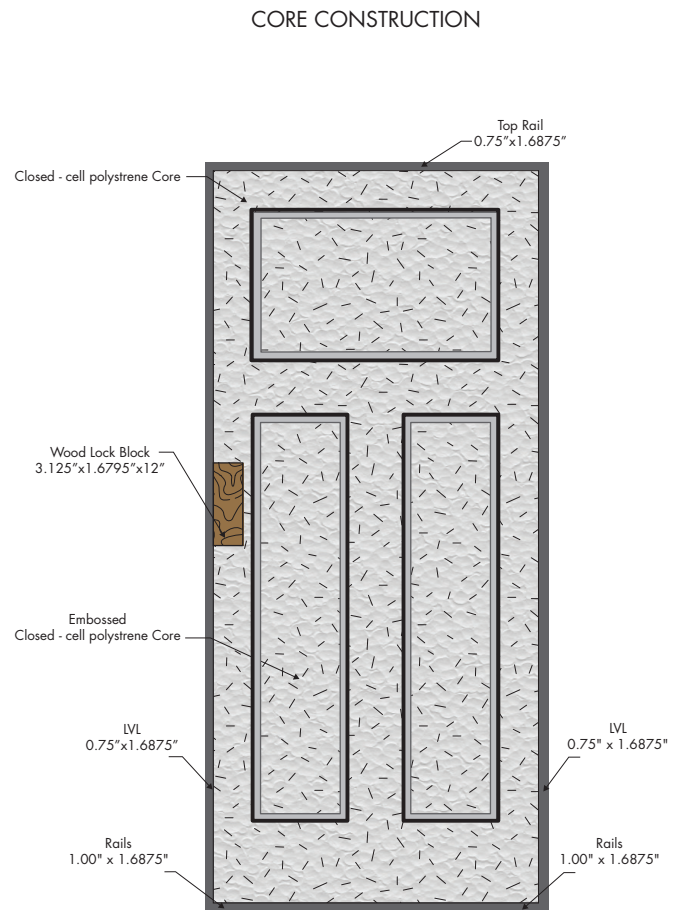 CORE CONSTRUCTION
Top Rail
0.75”x1.6875”
Closed - cell polystrene Core
Wood Lock Block
3.125”x1.6795”x12”
Embossed
Closed - cell polystrene Core
LVL
0.75”x1.6875”
LVL
0.75" x 1.6875"
Rails
1.00" x 1.6875"
Rails
1.00" x 1.6875"